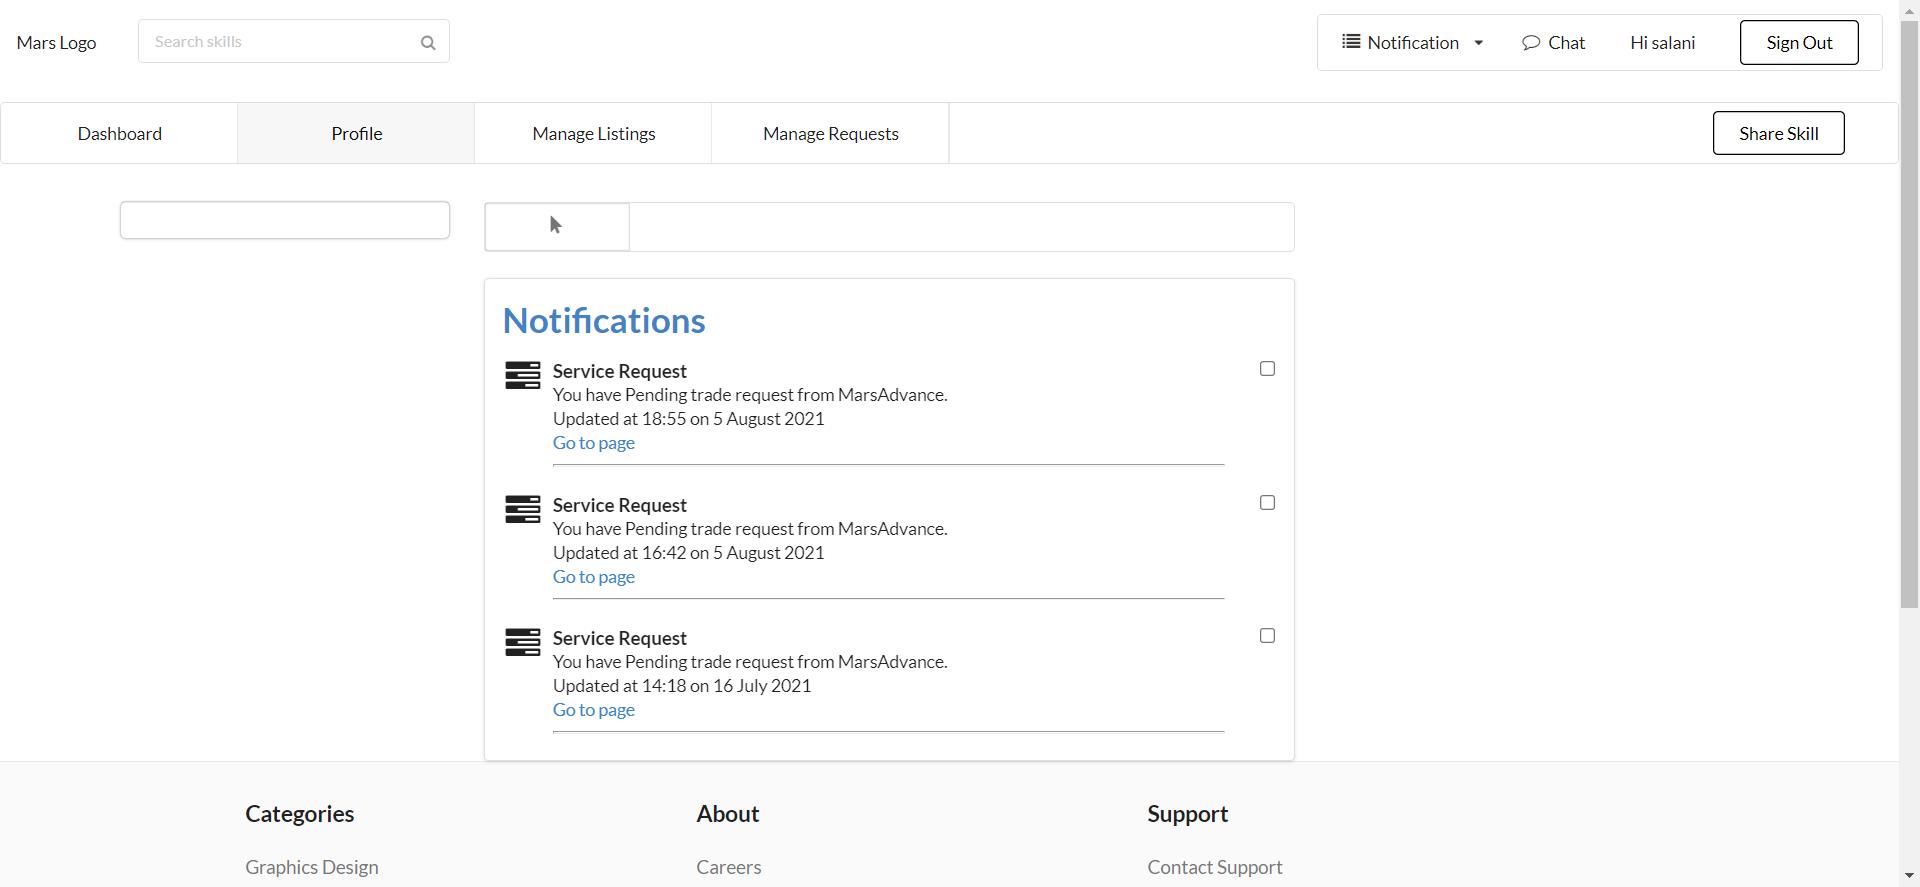 Mars Logo
Search skills
Notification
Chat
Hi salani
Sign Out
Dashboard
Profile
Manage Listings
Manage Requests
Share Skill
Notifications
Service Request
You have Pending trade request from MarsAdvance.
Updated at 18:55 on 5 August 2021
Go to page
Service Request
You have Pending trade request from MarsAdvance.
Updated at 16:42 on 5 August 2021
Go to page
Service Request
You have Pending trade request from MarsAdvance.
Updated at 14:18 on 16 July 2021
Go to page
Categories
About
Support
Graphics Design
Careers
Contact Support